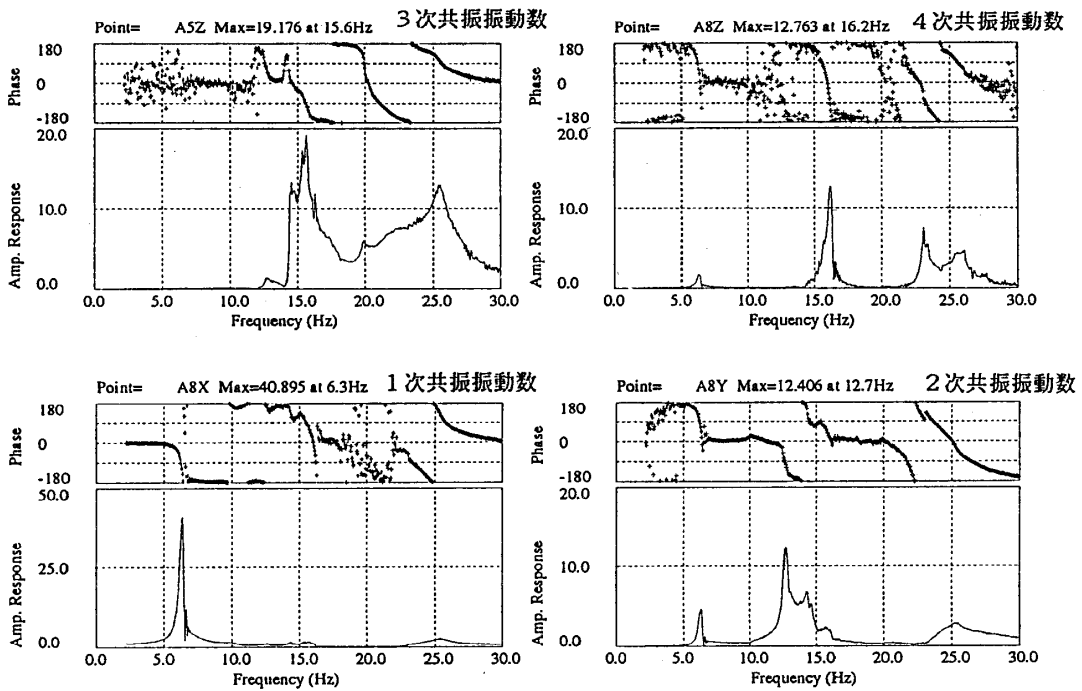 Point= A5Z Max=19.176 at 15.6Hz 3次共振振動数
180
0
-180
Phase
20.0
10.0
0.0
Amp. Response
0.0 5.0 10.0 15.0 20.0 25.0 30.0
Frequency (Hz)
Point= A8Z Max=12.763 at 16.2Hz 4次共振振動数
180
0
-180
Phase
20.0
10.0
0.0
Amp. Response
0.0 5.0 10.0 15.0 20.0 25.0 30.0
Frequency (Hz)
Point= A8X Max=40.895 at 6.3Hz 1次共振振動数
180
0
-180
Phase
50.0
25.0
0.0
Amp. Response
0.0 5.0 10.0 15.0 20.0 25.0 30.0
Frequency (Hz)
Point= A8Y Max=12.406 at 12.7Hz 2次共振振動数
180
0
-180
Phase
20.0
10.0
0.0
Amp. Response
0.0 5.0 10.0 15.0 20.0 25.0 30.0
Frequency (Hz)